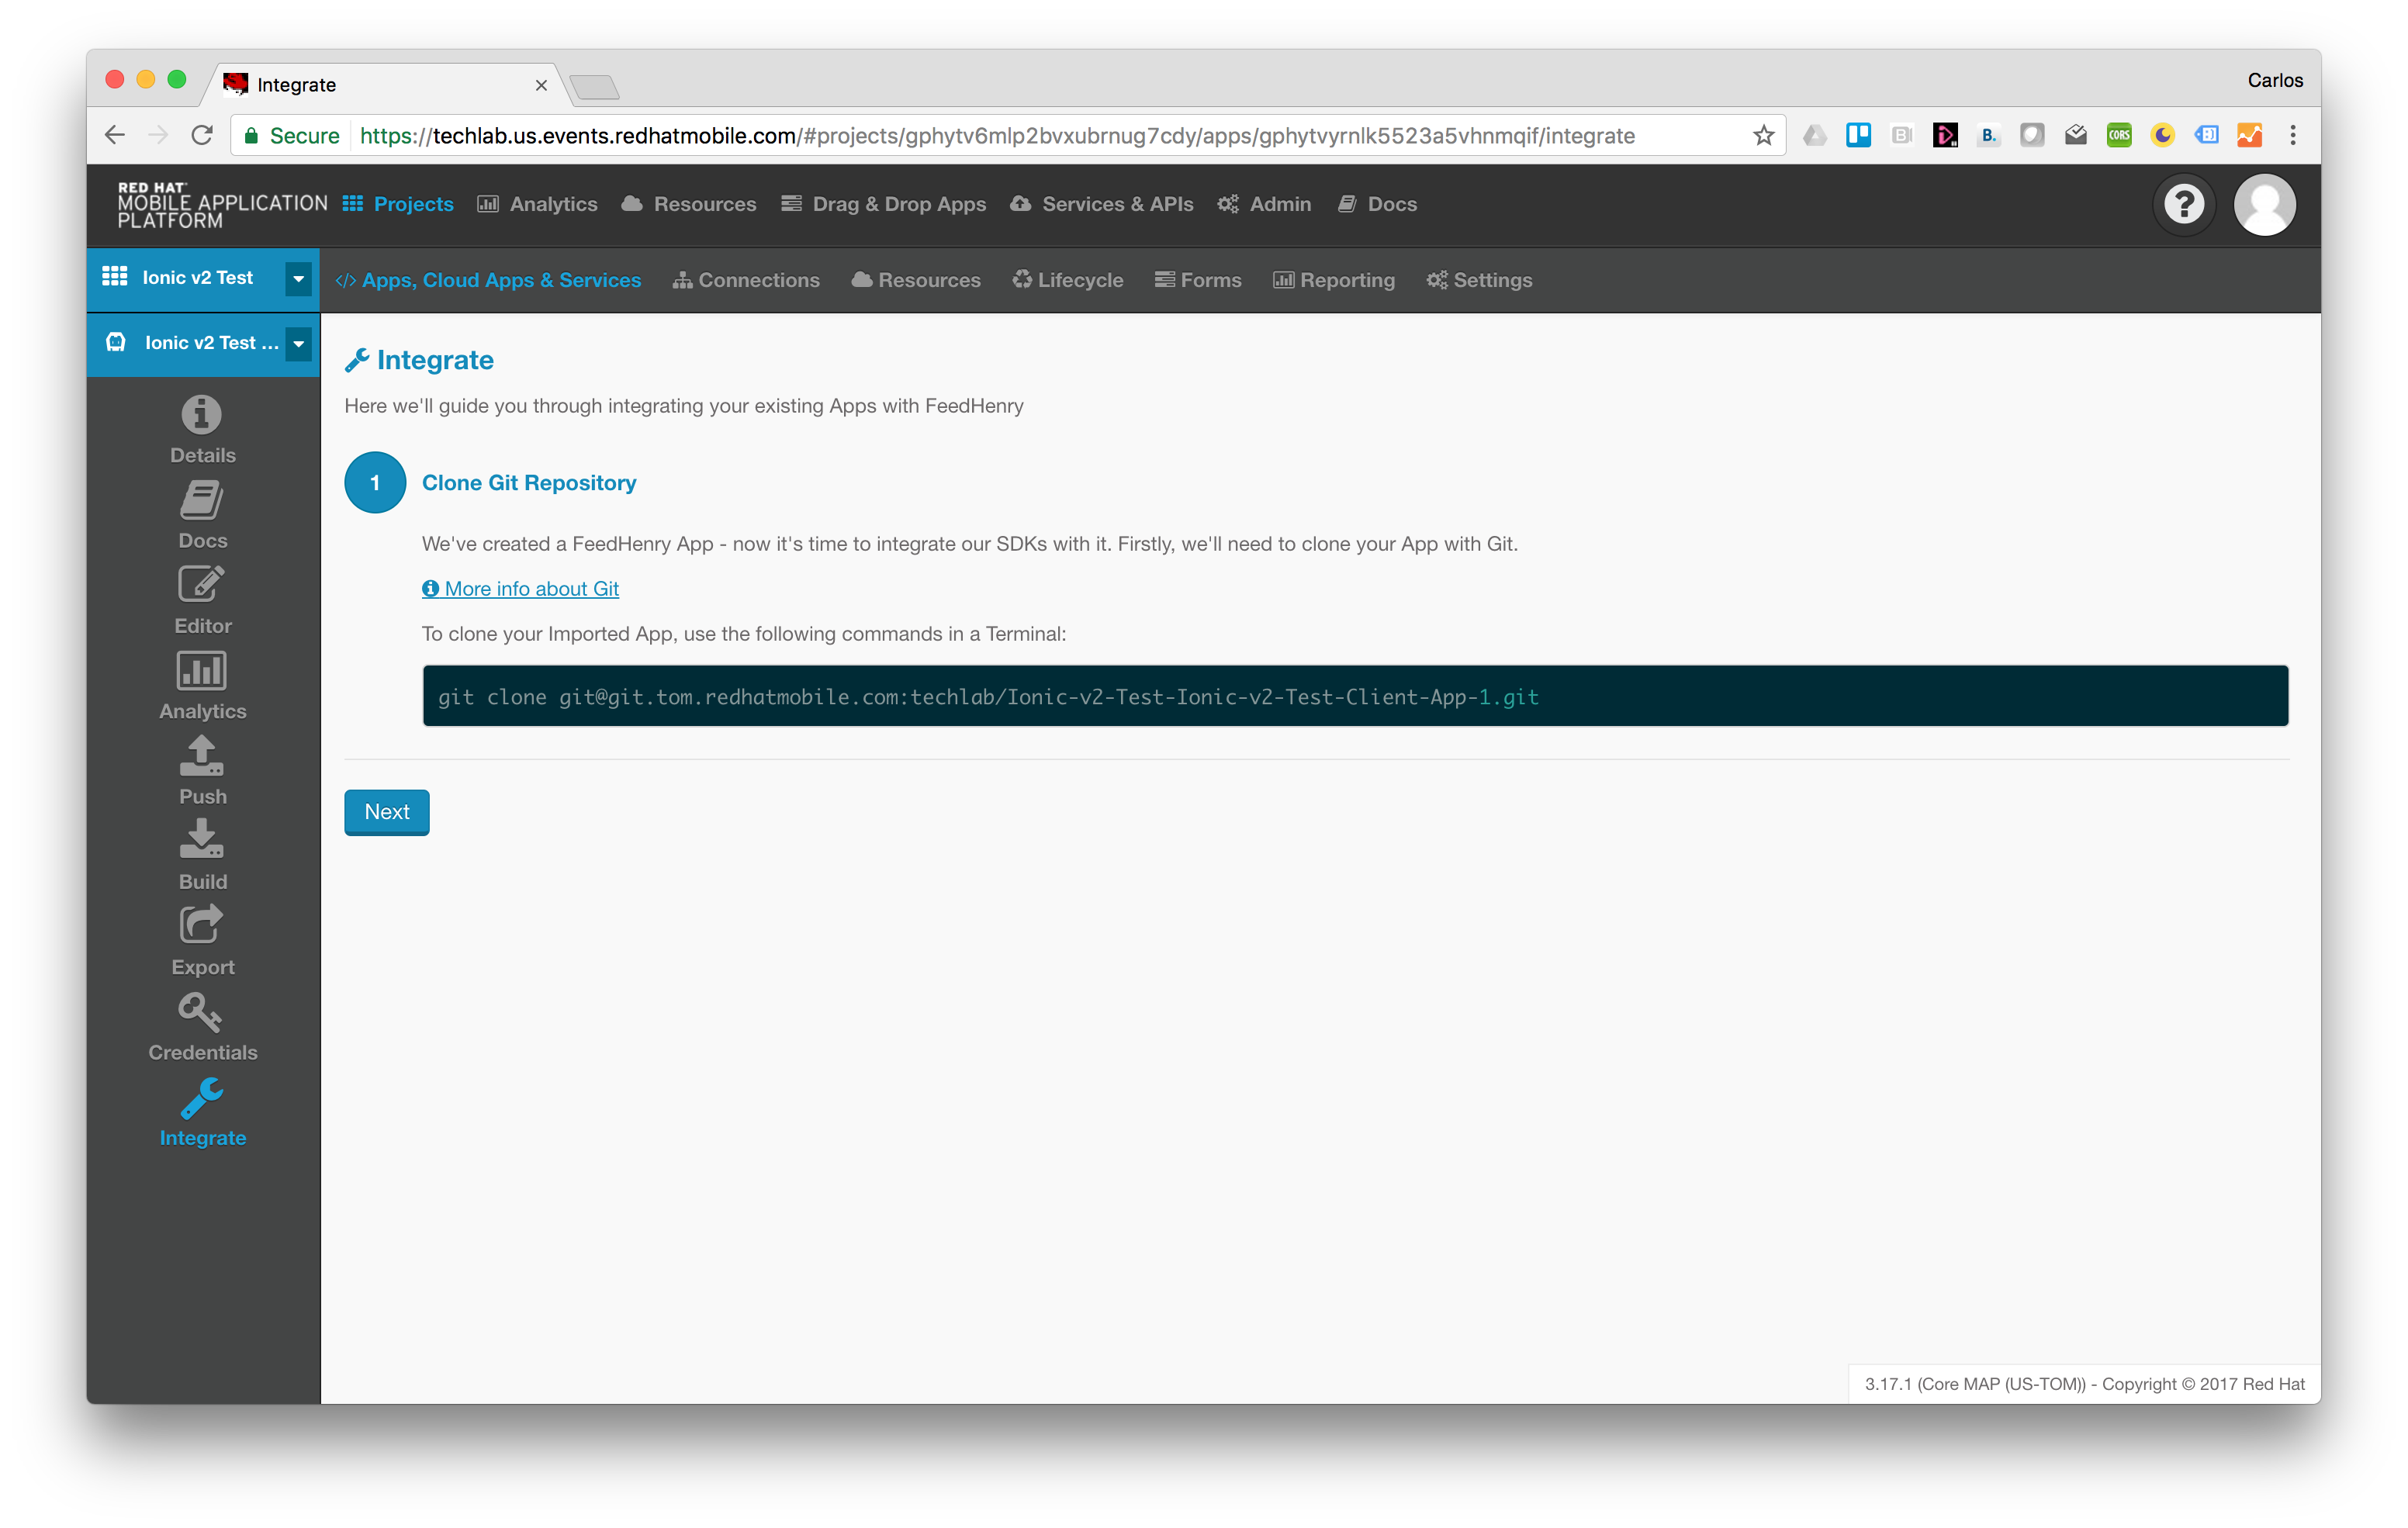 Integrate
Carlos
Secure https://techlab.us.events.redhatmobile.com/#projects/gphytv6mlp2bvxubrnug7cdy/apps/gphytvyrnlk5523a5vhnmqif/integrate
B.
CORS
RED HAT
MOBILE APPLICATION
PLATFORM
Projects Analytics Resources Drag & Drop Apps Services & APIs Admin Docs
?
Ionic v2 Test
</> Apps, Cloud Apps & Services Connections Resources Lifecycle Forms Reporting Settings
Ionic v2 Test ...
Details
Docs
Editor
Analytics
Push
Build
Export
Credentials
Integrate
Integrate
Here we'll guide you through integrating your existing Apps with FeedHenry
1 Clone Git Repository
We've created a FeedHenry App - now it's time to integrate our SDKs with it. Firstly, we'll need to clone your App with Git.
More info about Git
To clone your Imported App, use the following commands in a Terminal:
git clone git@git.tom.redhatmobile.com:techlab/Ionic-v2-Test-Ionic-v2-Test-Client-App-1.git
Next
3.17.1 (Core MAP (US-TOM)) - Copyright © 2017 Red Hat